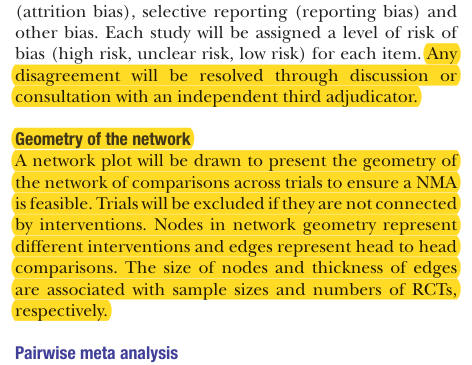 (attrition bias), selective reporting (reporting bias) and
other bias. Each study will be assigned a level of risk of
bias (high risk, unclear risk, low risk) for each item. Any
disagreement will be resolved through discussion or
consultation with an independent third adjudicator.
Geometry of the network
A network plot will be drawn to present the geometry of
the network of comparisons across trials to ensure a NMA
is feasible. Trials will be excluded if they are not connected
by interventions. Nodes in network geometry represent
different interventions and edges represent head to head
comparisons. The size of nodes and thickness of edges
are associated with sample sizes and numbers of RCTs,
respectively.
Pairwise meta analysis